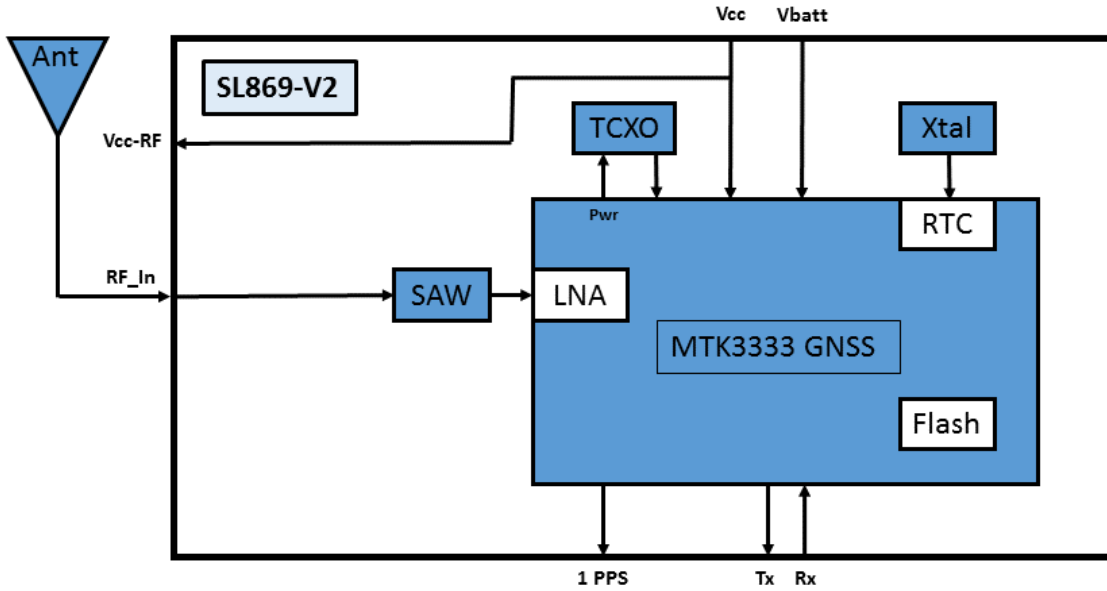 Vcc
Vbatt
Ant
SL869-V2
Vcc-RF
TCXO
Xtal
Pwr
RTC
RF_In
SAW
LNA
MTK3333 GNSS
Flash
1 PPS
Tx
Rx